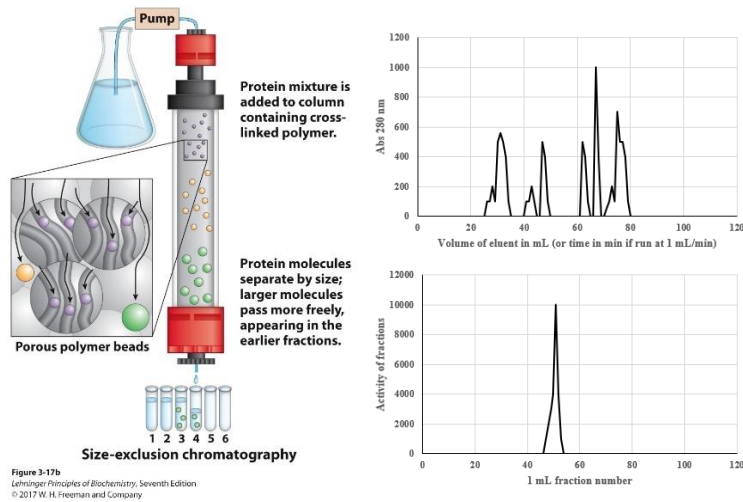 Pump
Protein mixture is
added to column
containing cross-
linked polymer.
Protein molecules
separate by size;
larger molecules
pass more freely,
appearing in the
earlier fractions.
Porous polymer beads
1 2 3 4 5 6
Size-exclusion chromatography
Figure 3-17b
Lehninger Principles of Biochemistry, Seventh Edition
© 2017 W. H. Freeman and Company
Abs 280 nm
1200
1000
800
600
400
200
0
0 20 40 60 80 100 120
Volume of eluent in mL (or time in min if run at 1 mL/min)
Activity of fractions
12000
10000
8000
6000
4000
2000
0
0 20 40 60 80 100 120
1 mL fraction number